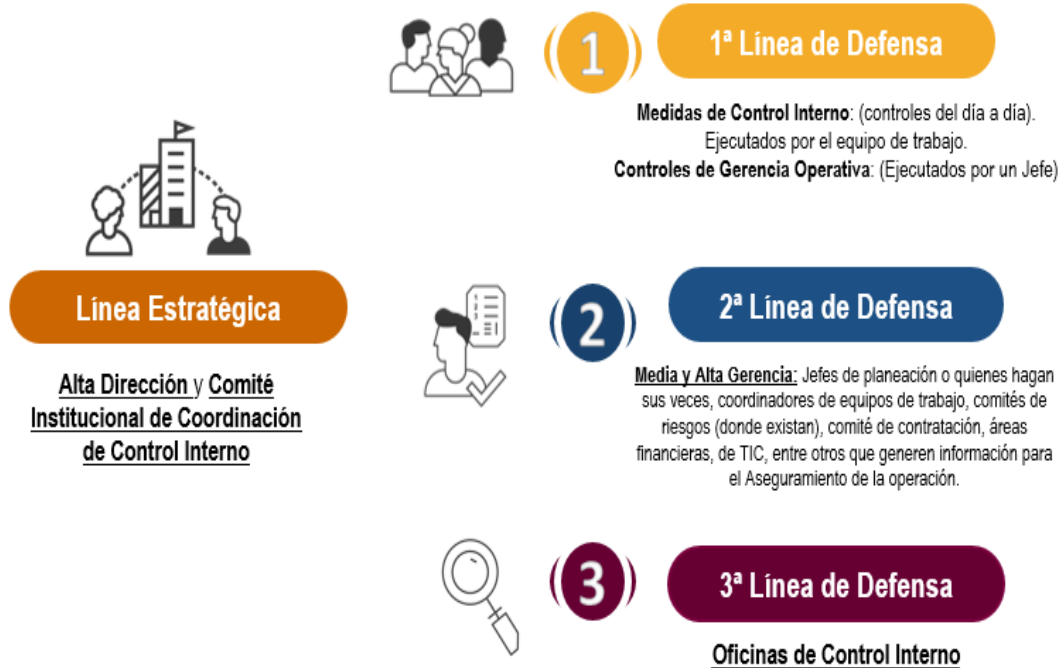 Línea Estratégica
Alta Dirección y Comité
Institucional de Coordinación
de Control Interno
1
1ª Línea de Defensa
Medidas de Control Interno: (controles del día a día).
Ejecutados por el equipo de trabajo.
Controles de Gerencia Operativa: (Ejecutados por un Jefe)
2
2ª Línea de Defensa
Media y Alta Gerencia: Jefes de planeación o quienes hagan
sus veces, coordinadores de equipos de trabajo, comités de
riesgos (donde existan), comité de contratación, áreas
financieras, de TIC, entre otros que generen información para
el Aseguramiento de la operación.
3
3ª Línea de Defensa
Oficinas de Control Interno